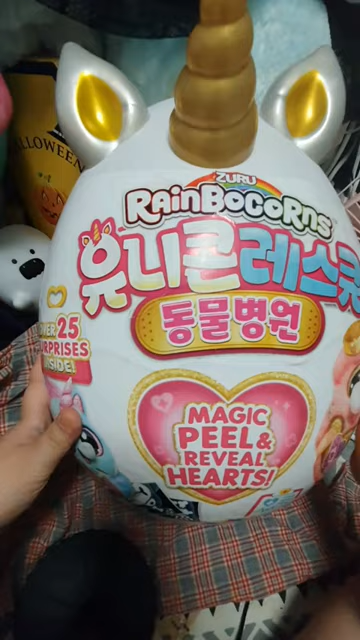 HALLOWEEN
ZURU
RAINBOCORNS
유니콘레스큐
동물병원
OVER 25
SURPRISES
INSIDE!
MAGIC
PEEL &
REVEAL
HEARTS!